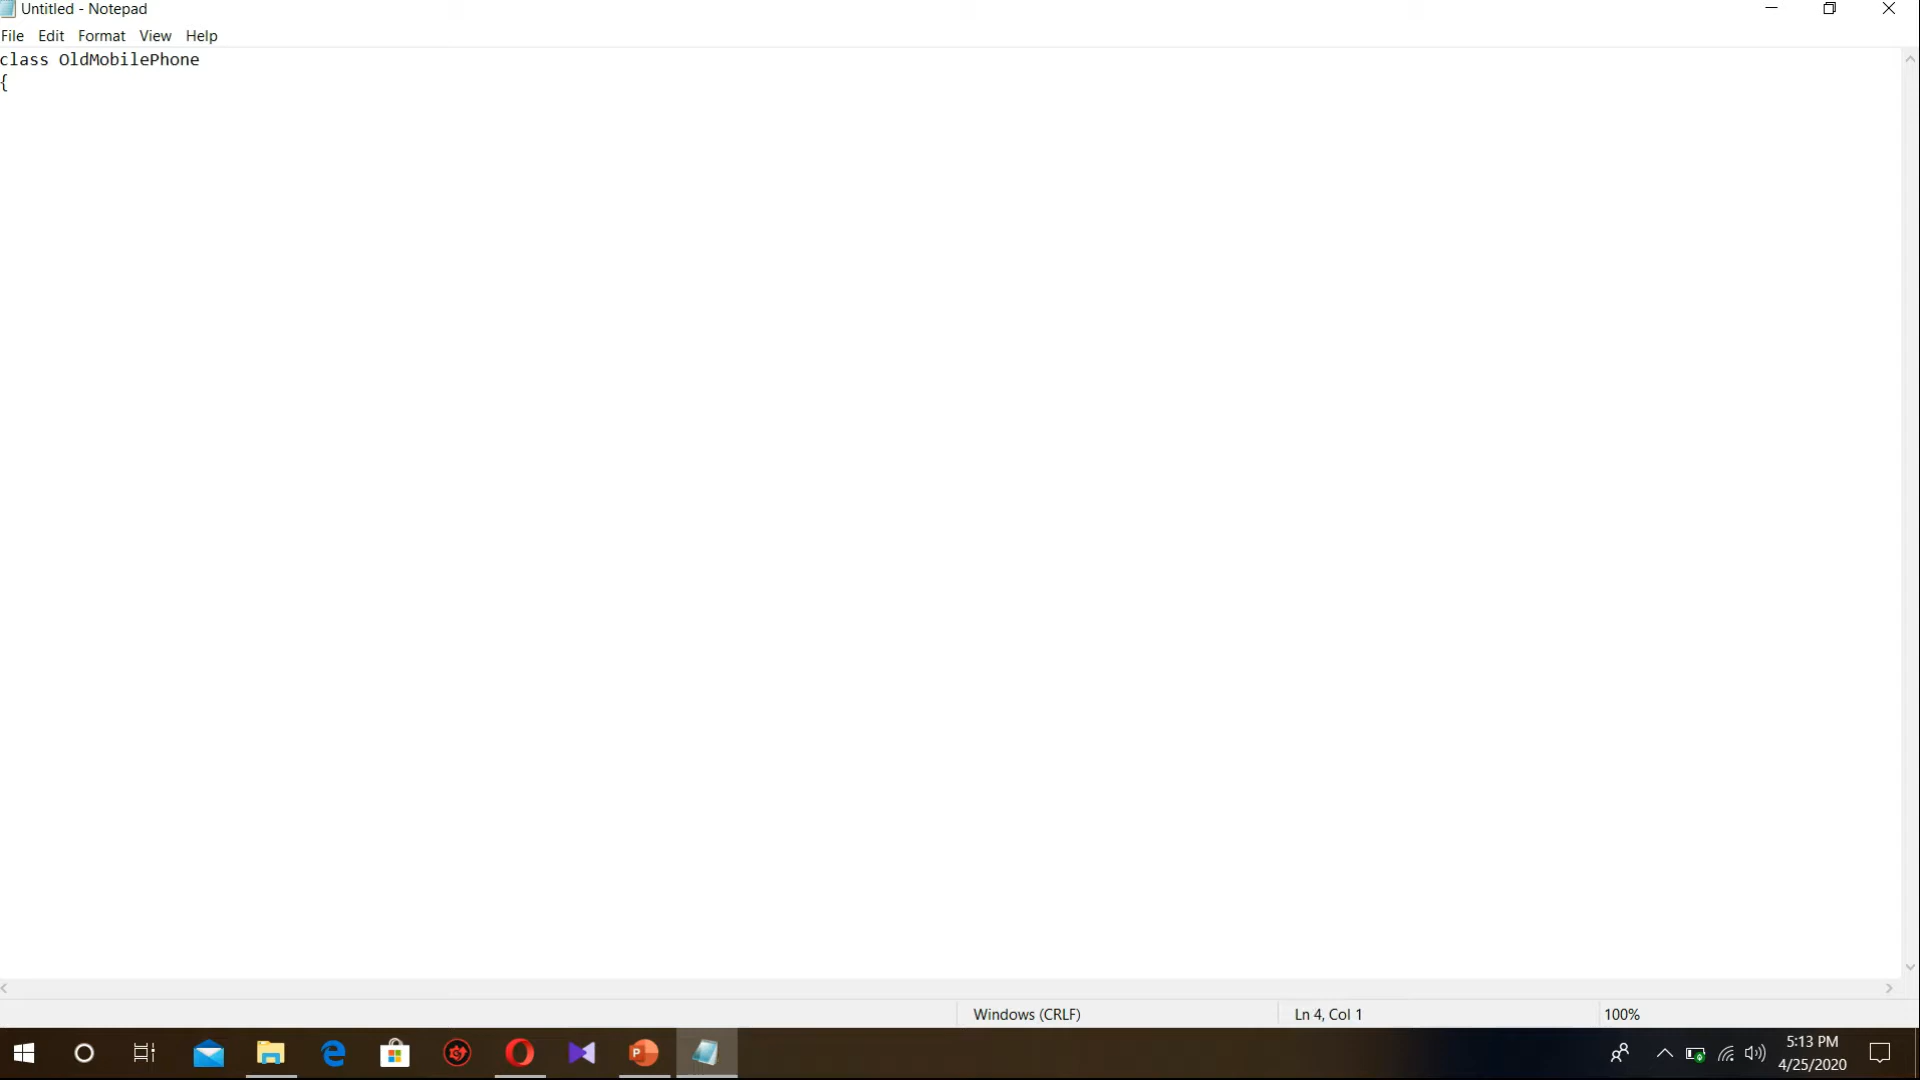 Untitled - Notepad
File Edit Format View Help
class OldMobilePhone
{
Windows (CRLF) Ln 4, Col 1 100%
5:13 PM
4/25/2020